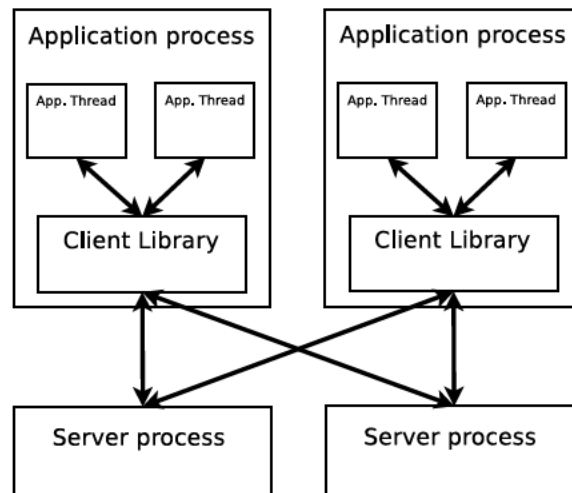 Application process
Application process
App. Thread
App. Thread
App. Thread
App. Thread
Client Library
Client Library
Server process
Server process